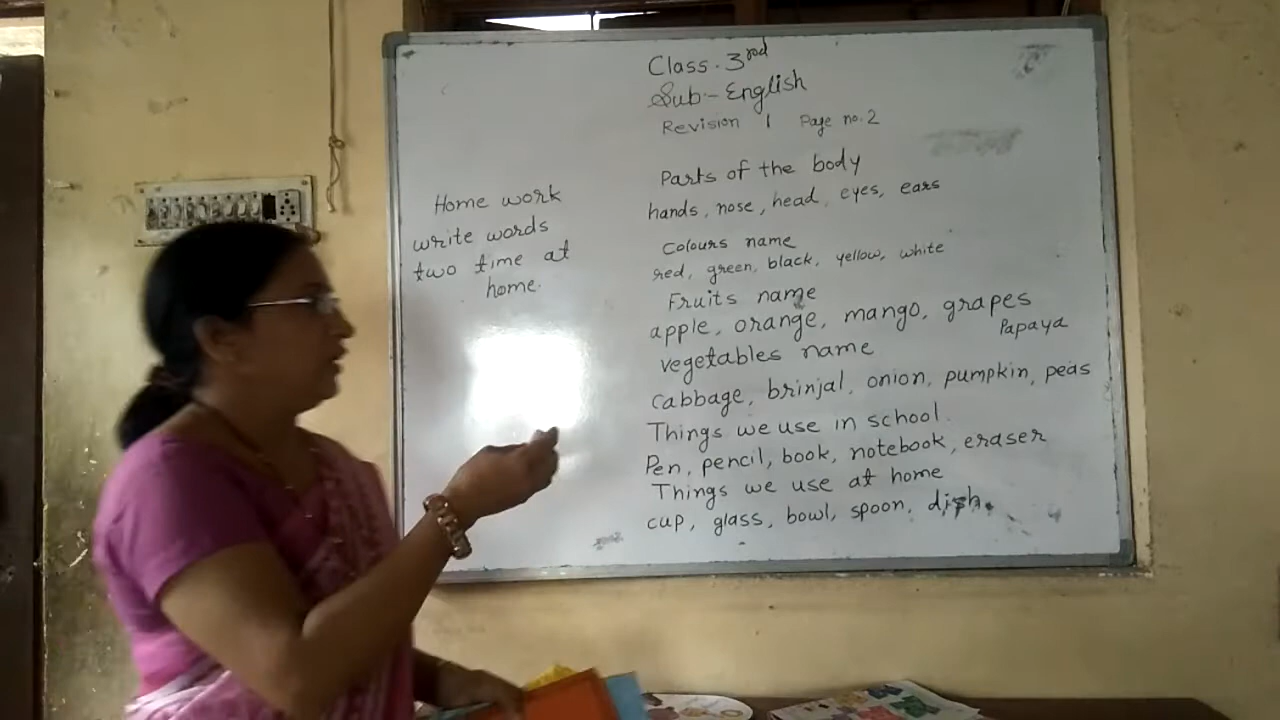 Class. 3rd
Sub- English
Revision 1 Page no. 2
Parts of the body
hands, nose, head, eyes, ears
Colours name
red, green, black, yellow, white
Fruits name
apple, orange, mango, grapes
Papaya
vegetables name
Cabbage, brinjal, onion, pumpkin, peas
Things we use in school.
Pen, pencil, book, notebook, eraser
Things we use at home
cup, glass, bowl, spoon, dish.
Home work
write words
two time at
home.